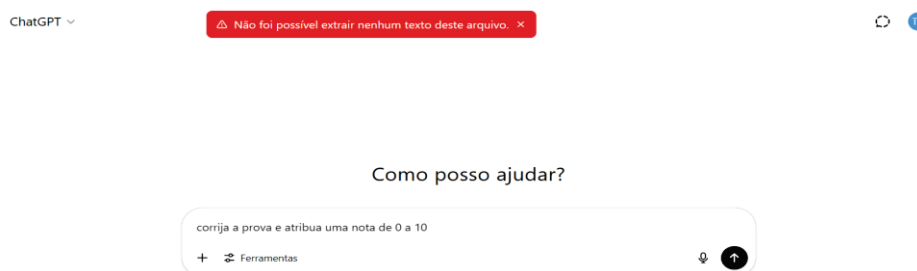 ChatGPT
Não foi possível extrair nenhum texto deste arquivo.
T
Como posso ajudar?
corrija a prova e atribua uma nota de 0 a 10
Ferramentas